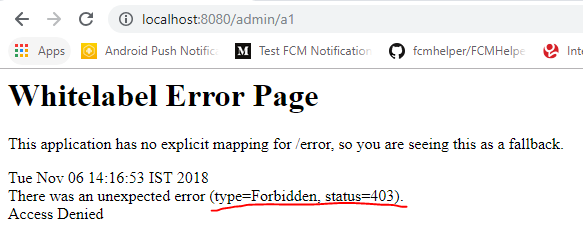 localhost:8080/admin/a1
Apps Android Push Notific Test FCM Notification fcmhelper/FCMHelpe Inte
Whitelabel Error Page
This application has no explicit mapping for /error, so you are seeing this as a fallback.
Tue Nov 06 14:16:53 IST 2018
There was an unexpected error (type=Forbidden, status=403).
Access Denied